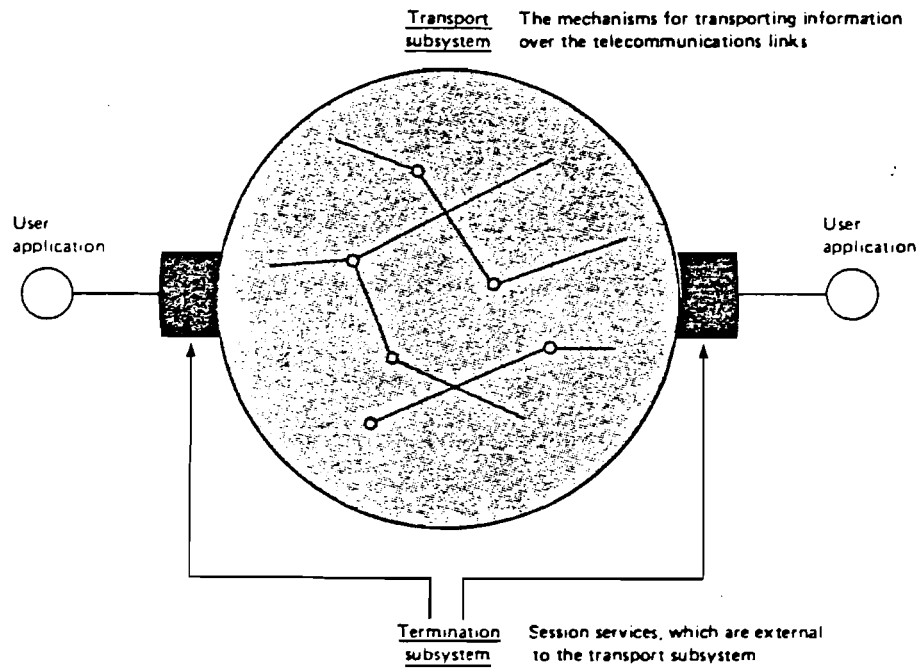 Transport The mechanisms for transporting information
subsystem over the telecommunications links
User
application
User
application
Termination Session services, which are external
subsystem to the transport subsystem